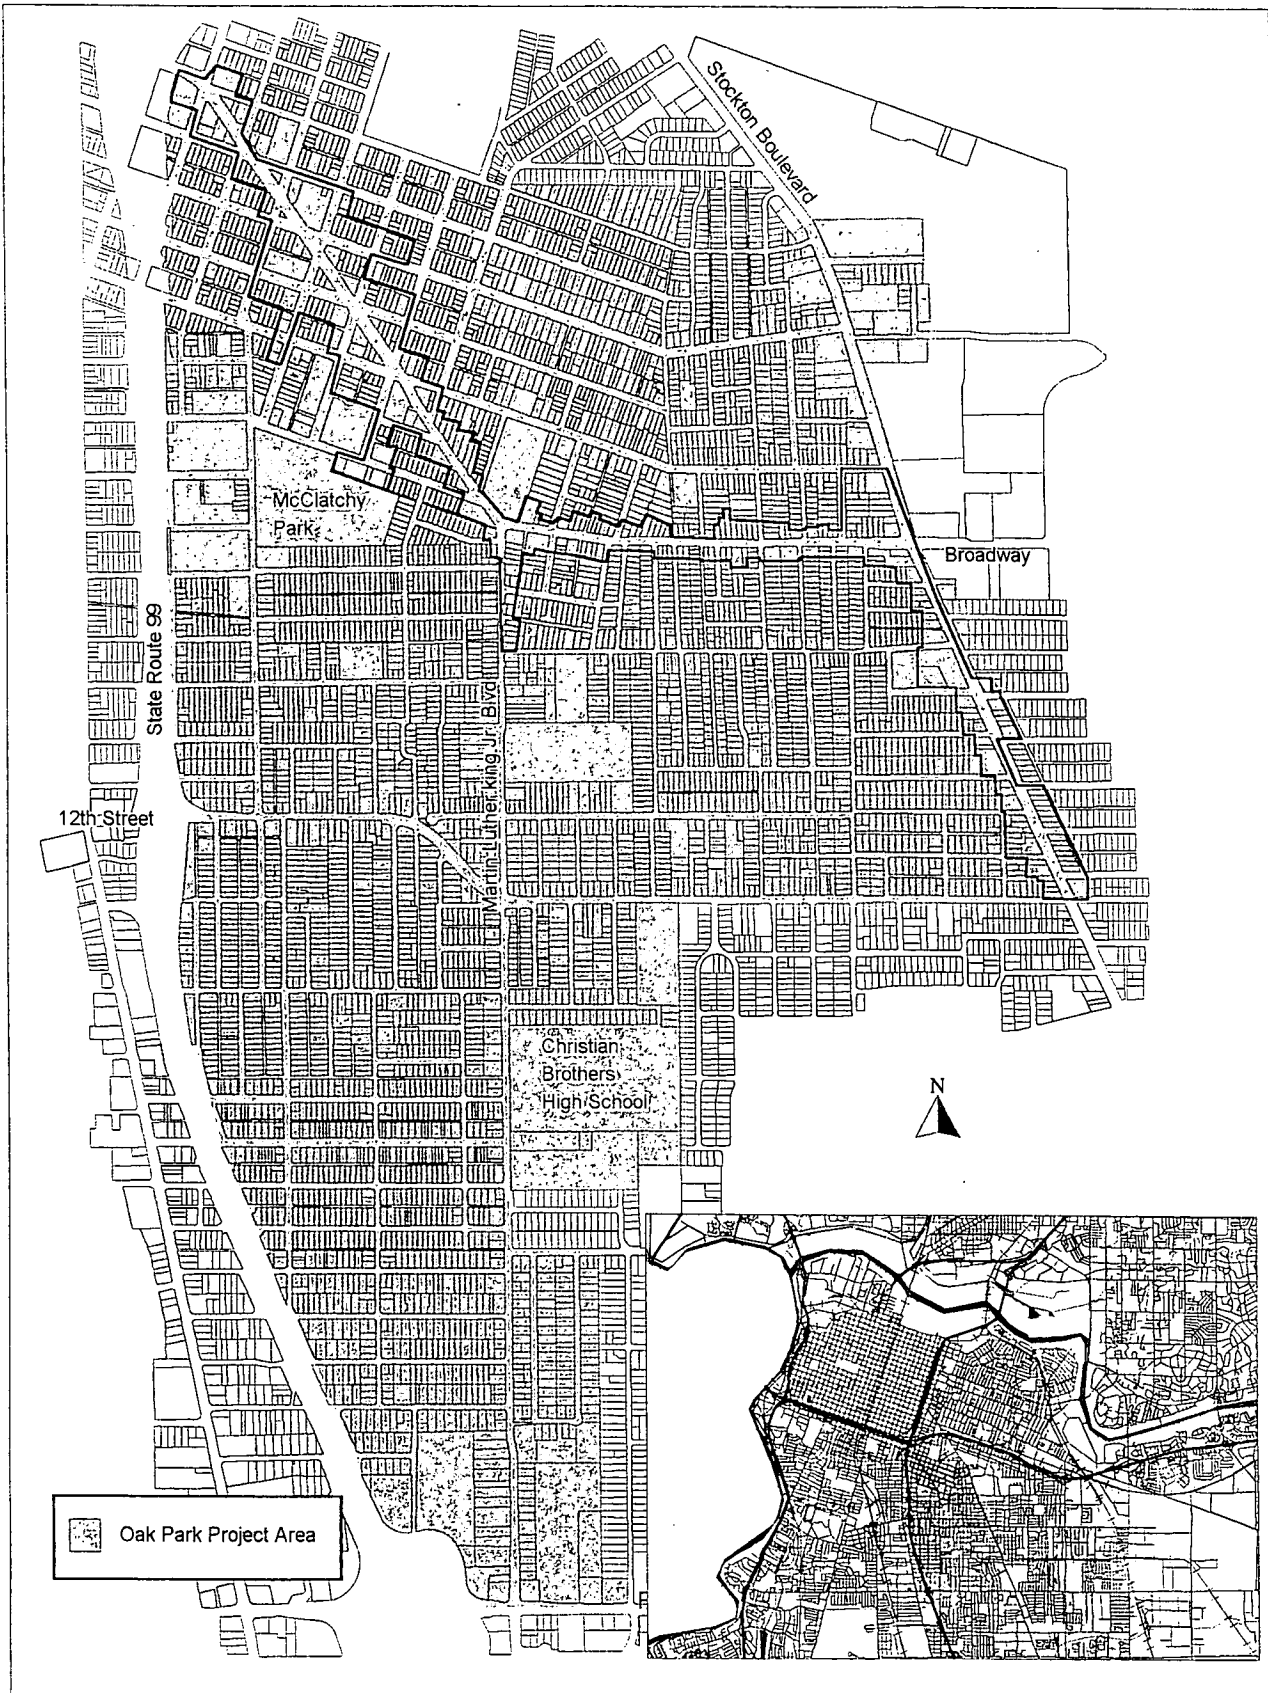 Stockton Boulevard
McClatchy
Park
Broadway
State Route 99
Martin Luther King Jr. Blvd
12th Street
Christian
Brothers
High School
N
Oak Park Project Area